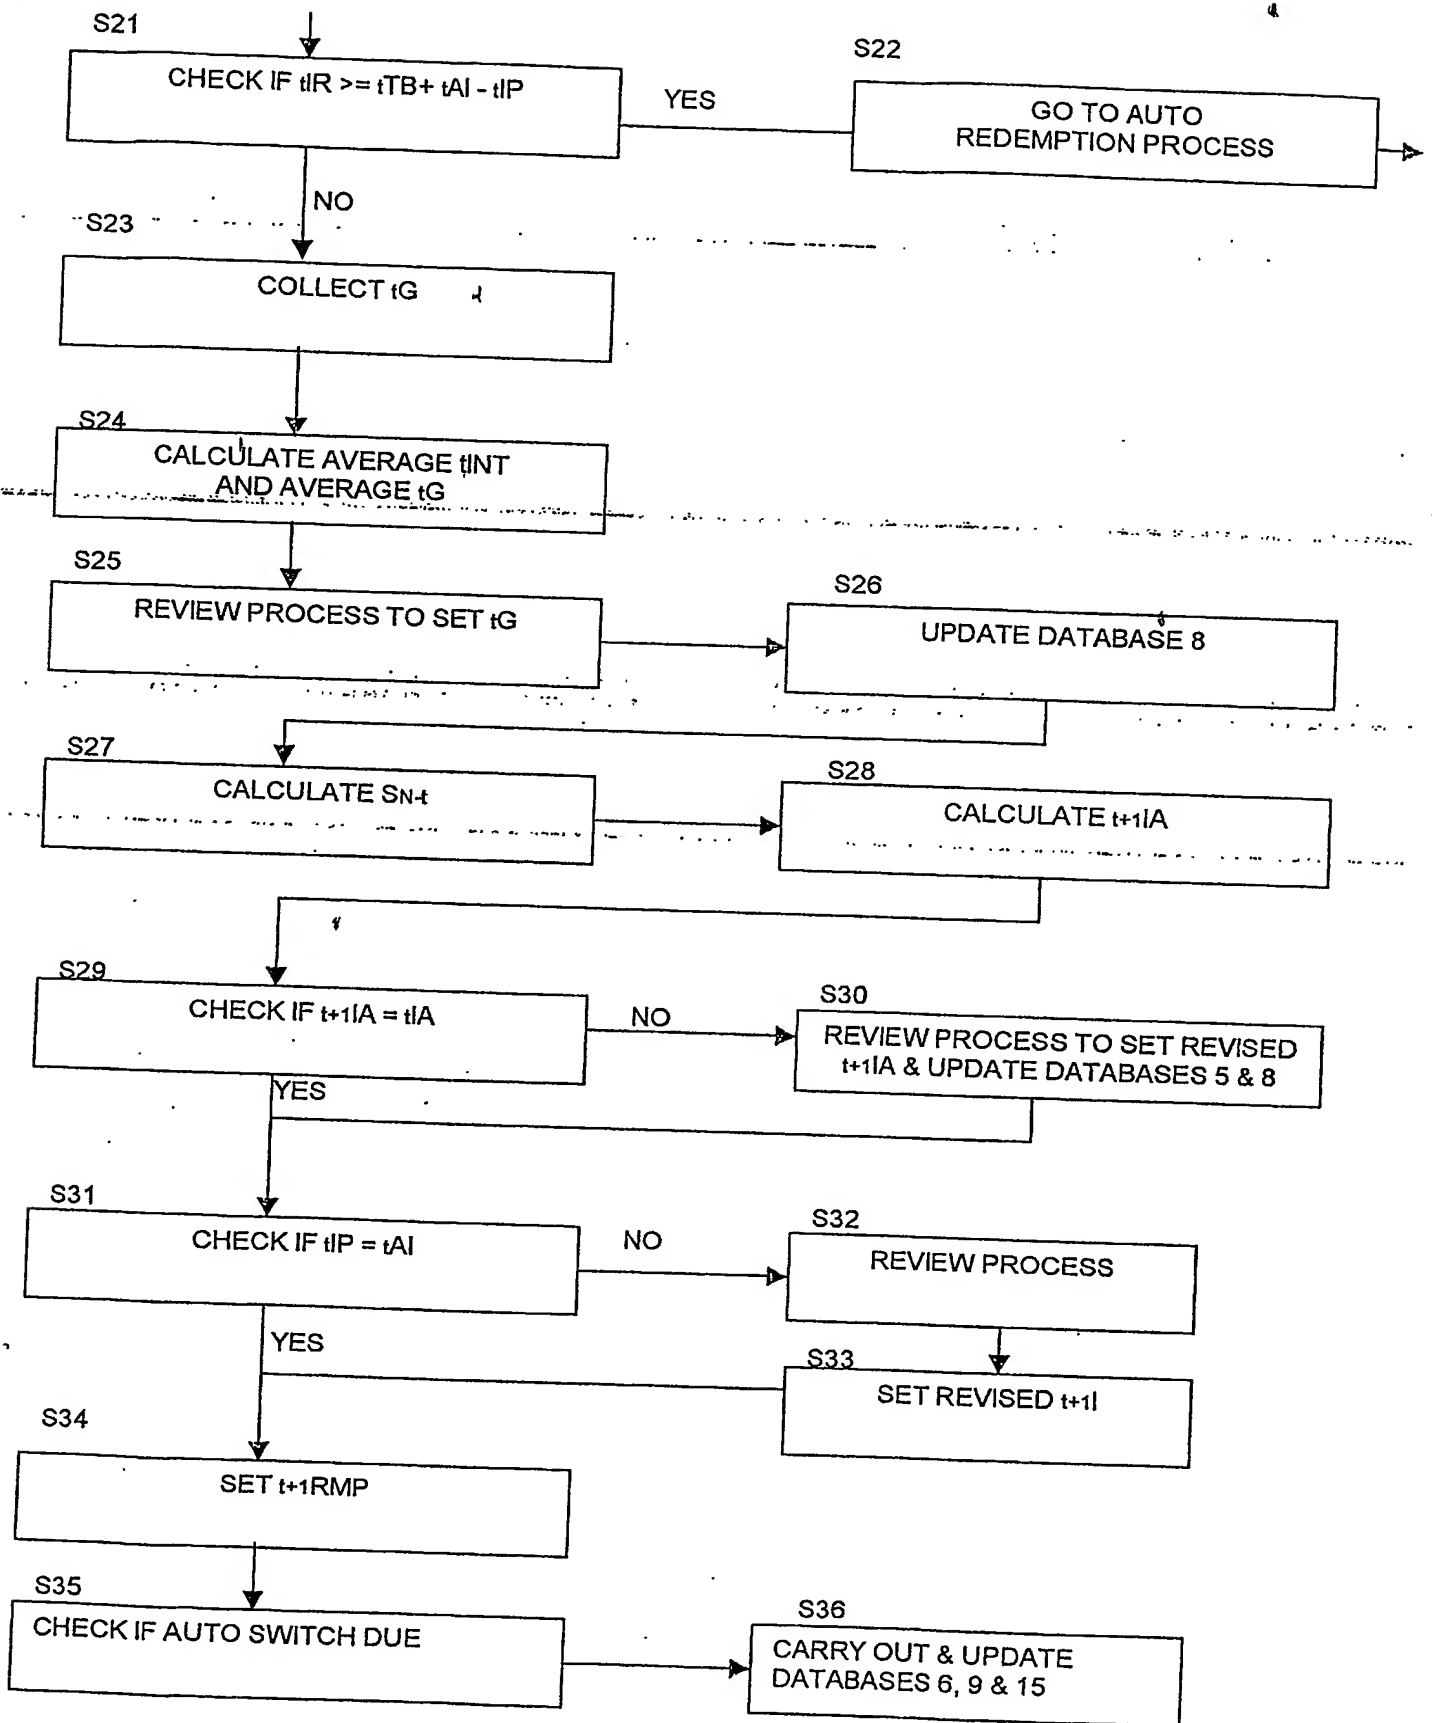 S21
CHECK IF tIR >= tTB+ tAI - tIP
YES
S22
GO TO AUTO
REDEMPTION PROCESS
NO
S23
COLLECT tG
S24
CALCULATE AVERAGE tINT
AND AVERAGE tG
S25
REVIEW PROCESS TO SET tG
S26
UPDATE DATABASE 8
S27
CALCULATE SN-t
S28
CALCULATE t+1IA
S29
CHECK IF t+1IA = tIA
NO
S30
REVIEW PROCESS TO SET REVISED
t+1IA & UPDATE DATABASES 5 & 8
YES
S31
CHECK IF tIP = tAI
NO
S32
REVIEW PROCESS
YES
S33
SET REVISED t+1I
S34
SET t+1RMP
S35
CHECK IF AUTO SWITCH DUE
S36
CARRY OUT & UPDATE
DATABASES 6, 9 & 15